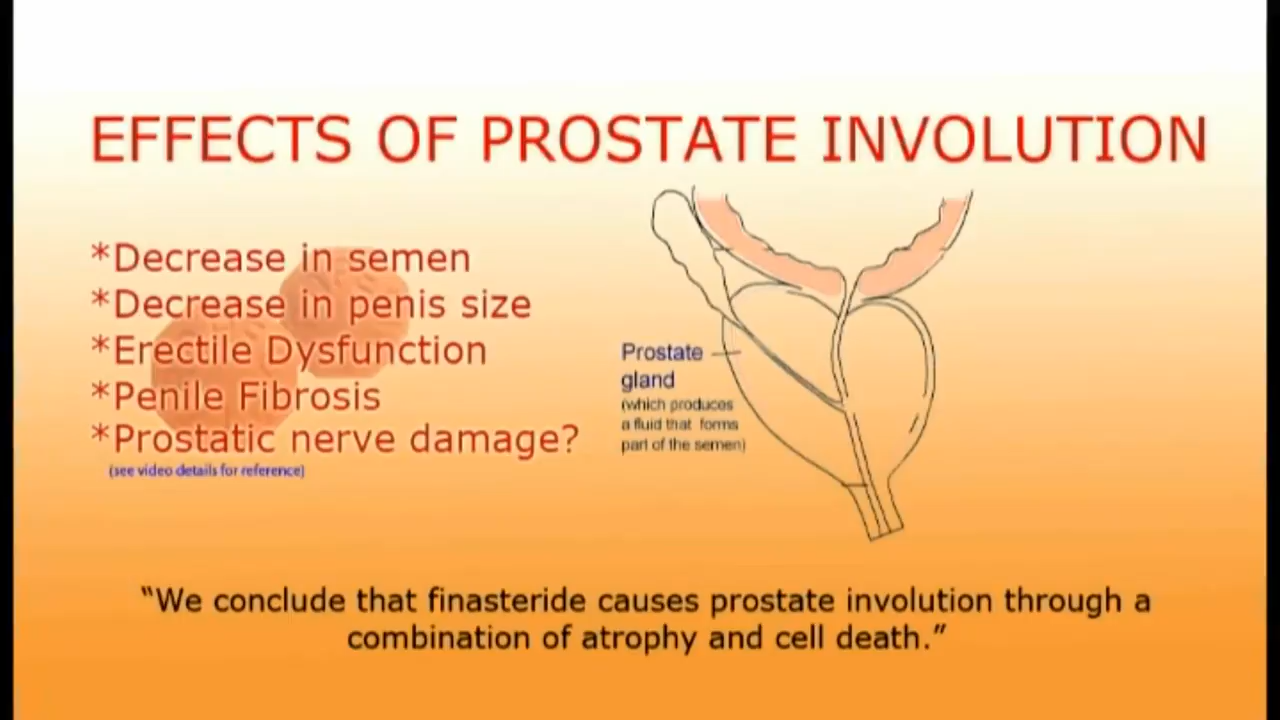 EFFECTS OF PROSTATE INVOLUTION
*Decrease in semen
*Decrease in penis size
*Erectile Dysfunction
*Penile Fibrosis
*Prostatic nerve damage?
(see video details for reference)
Prostate
gland
(which produces
a fluid that forms
part of the semen)
“We conclude that finasteride causes prostate involution through a
combination of atrophy and cell death.”